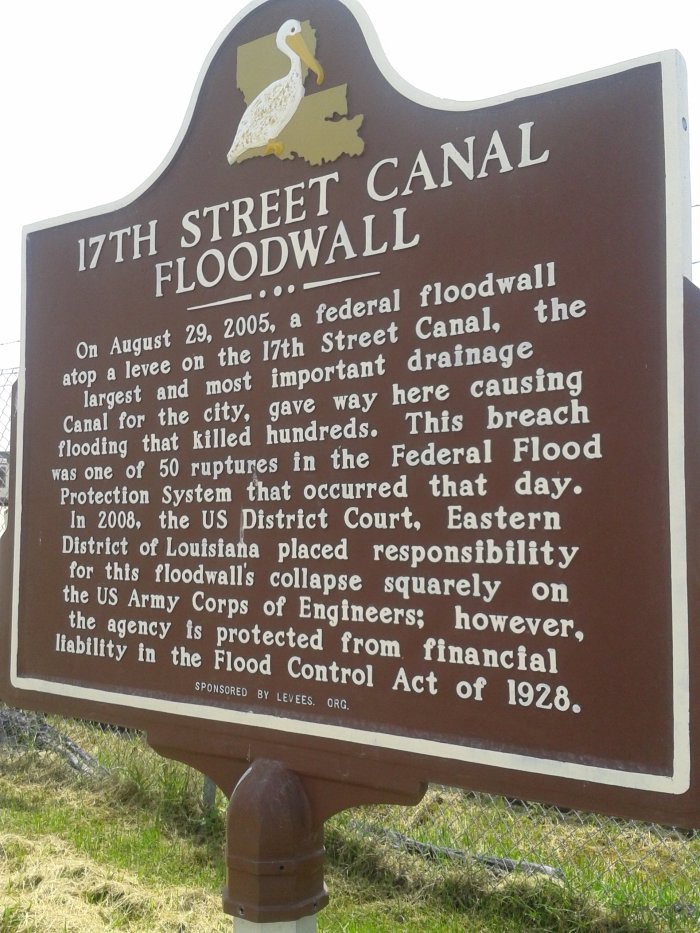 17TH STREET CANAL
FLOODWALL
On August 29, 2005, a federal floodwall
atop a levee on the 17th Street Canal, the
largest and most important drainage
Canal for the city, gave way here causing
flooding that killed hundreds. This breach
was one of 50 ruptures in the Federal Flood
Protection System that occurred that day.
In 2008, the US District Court, Eastern
District of Louisiana placed responsibility
for this floodwall's collapse squarely on
the US Army Corps of Engineers; however,
the agency is protected from financial
liability in the Flood Control Act of 1928.
SPONSORED BY LEVEES. ORG.